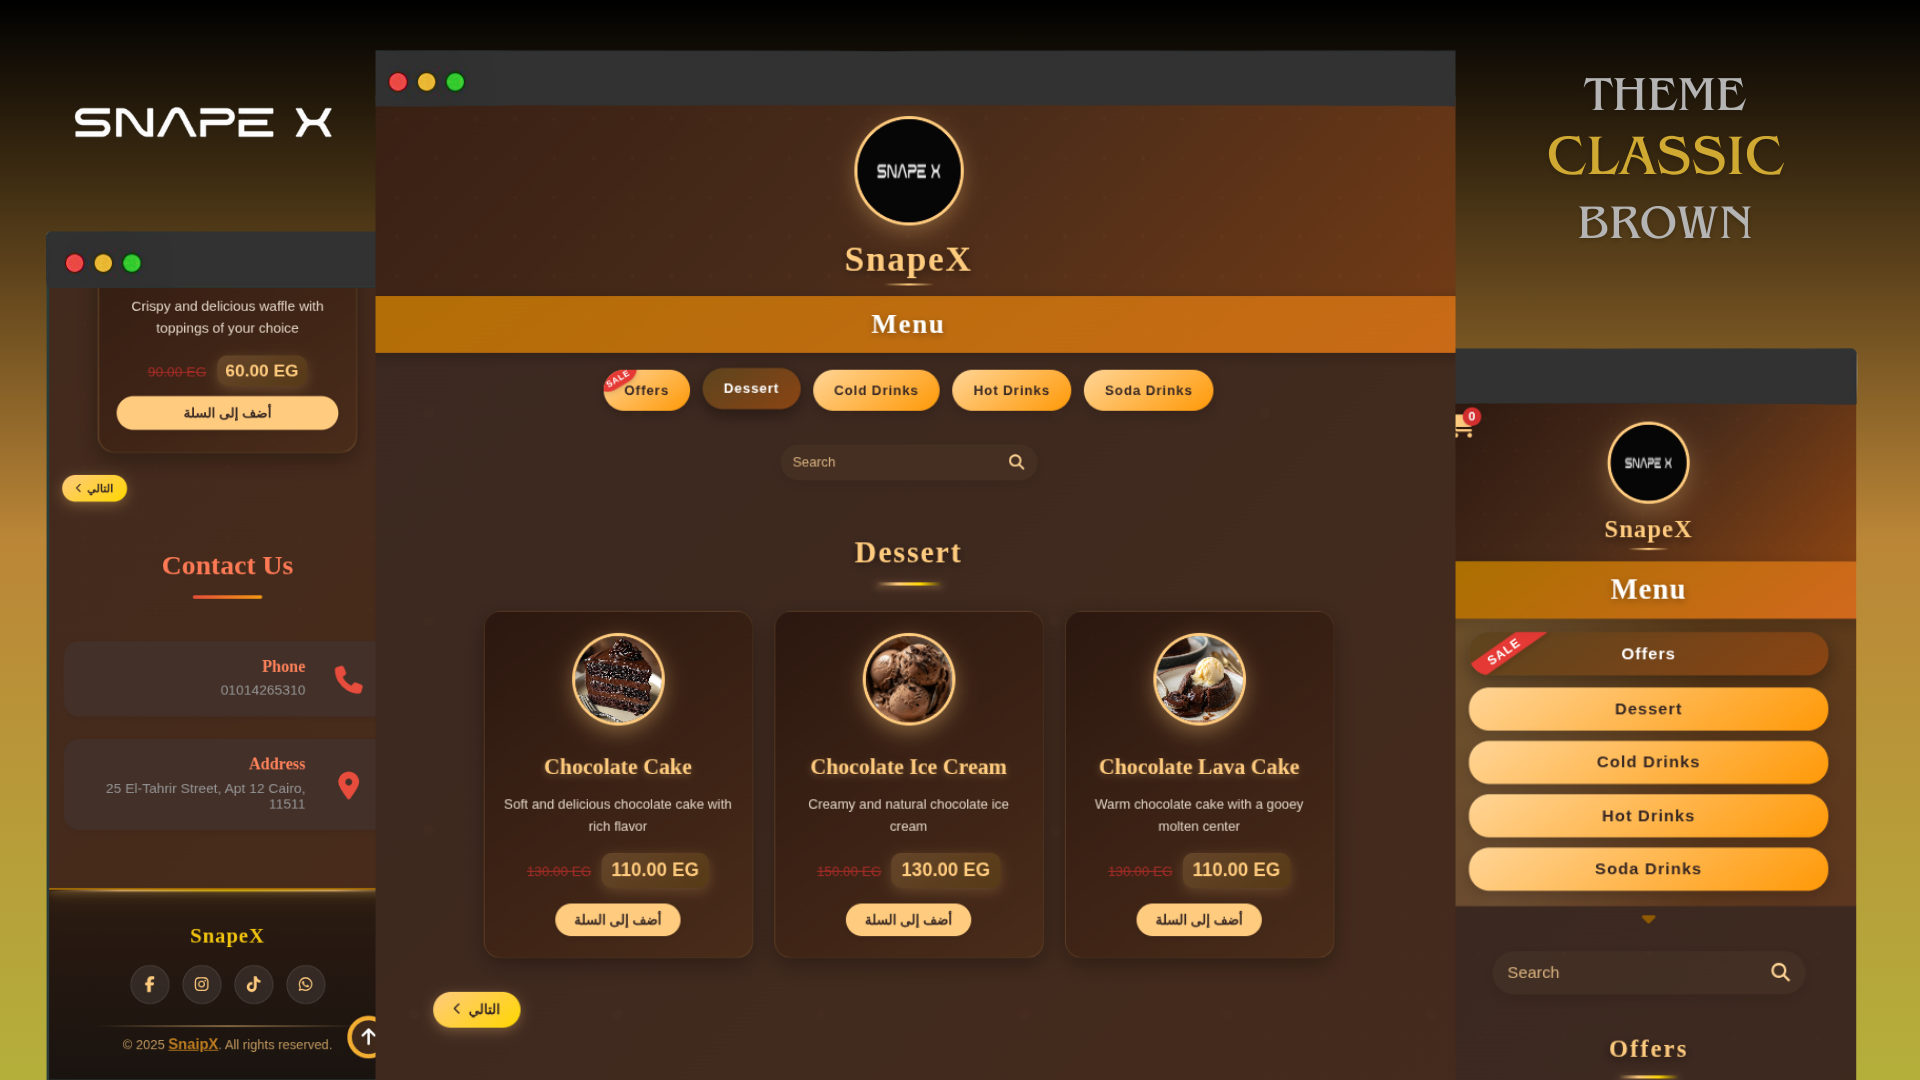 SNAPE X
Crispy and delicious waffle with
toppings of your choice
90.00 EG 60.00 EG
أضف إلى السلة
التالي
Contact Us
Phone
01014265310
Address
25 El-Tahrir Street, Apt 12 Cairo,
11511
SnapeX
© 2025 SnaipX. All rights reserved.
SNAPE X
SnapeX
Menu
SALE
Offers
Dessert
Cold Drinks
Hot Drinks
Soda Drinks
Search
Dessert
Chocolate Cake
Soft and delicious chocolate cake with
rich flavor
130.00 EG 110.00 EG
أضف إلى السلة
Chocolate Ice Cream
Creamy and natural chocolate ice
cream
150.00 EG 130.00 EG
أضف إلى السلة
Chocolate Lava Cake
Warm chocolate cake with a gooey
molten center
130.00 EG 110.00 EG
أضف إلى السلة
التالي
THEME
CLASSIC
BROWN
0
SNAPE X
SnapeX
Menu
SALE
Offers
Dessert
Cold Drinks
Hot Drinks
Soda Drinks
Search
Offers